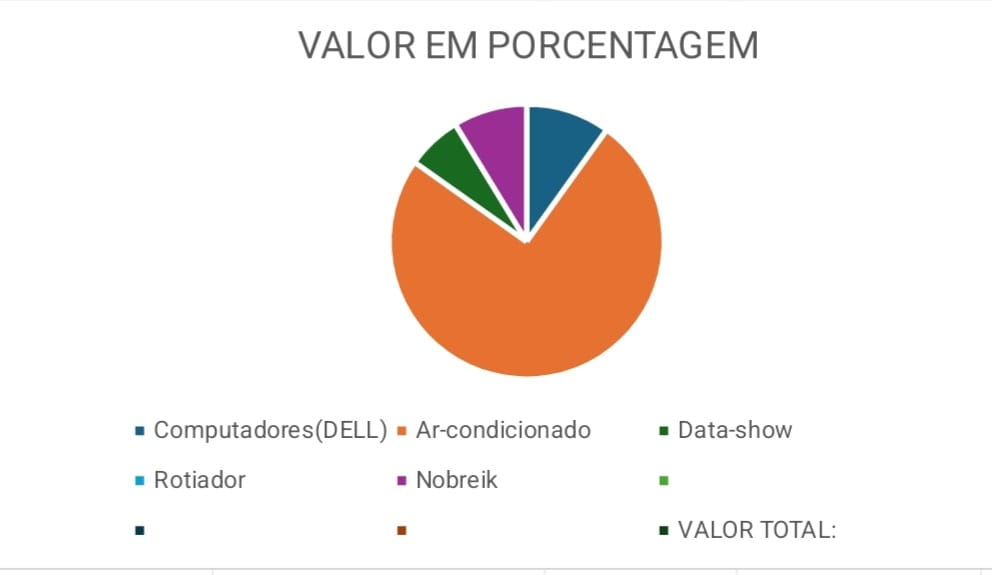 VALOR EM PORCENTAGEM
Computadores(DELL) Ar-condicionado Data-show
Rotiador Nobreik
VALOR TOTAL: